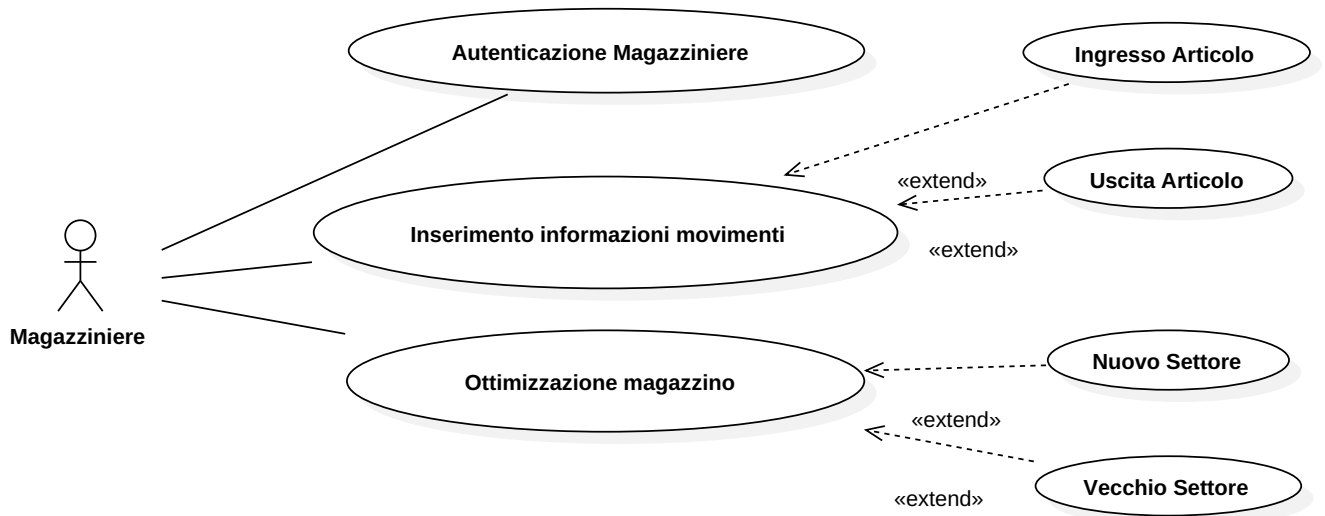 Autenticazione Magazziniere
Ingresso Articolo
«extend»
Uscita Articolo
Inserimento informazioni movimenti
«extend»
Magazziniere
Nuovo Settore
Ottimizzazione magazzino
«extend»
Vecchio Settore
«extend»